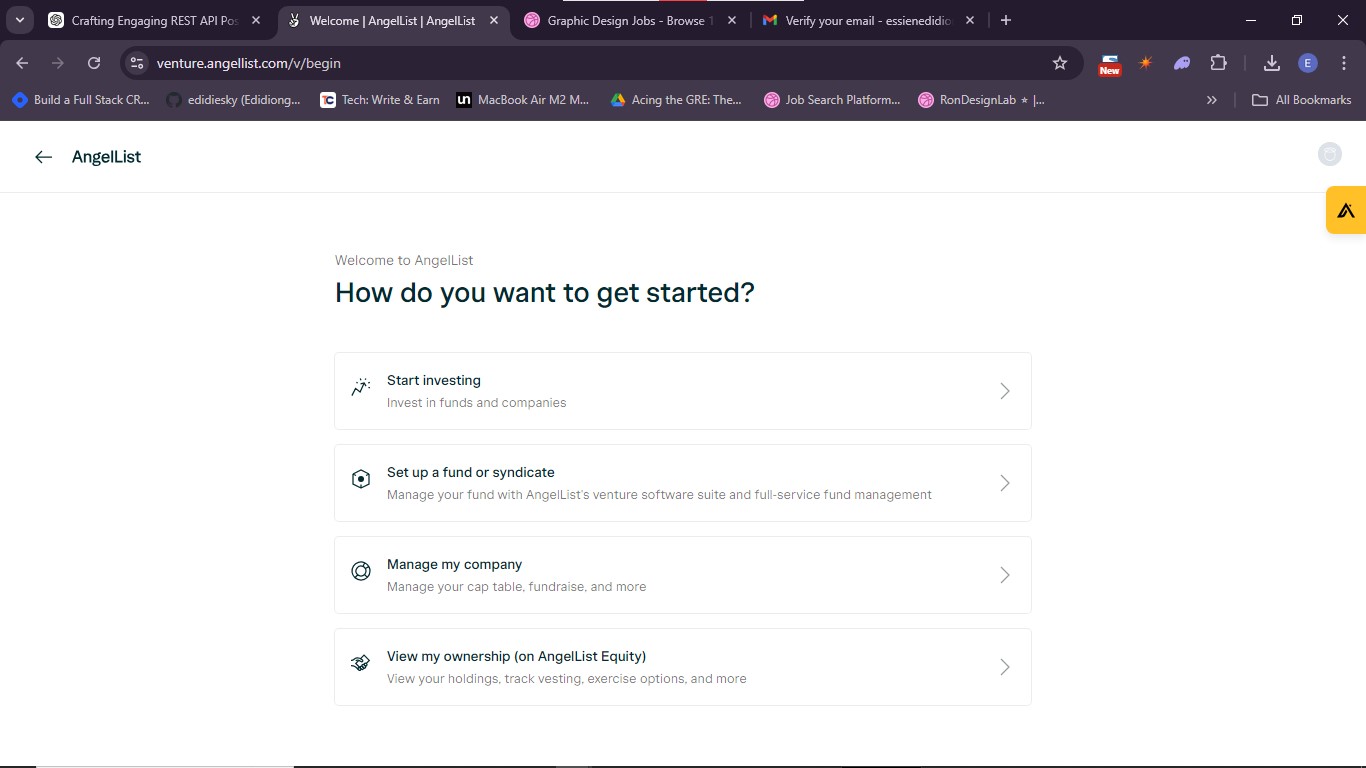 Crafting Engaging REST API Pos
Welcome | AngelList | AngelList
Graphic Design Jobs - Browse 1
Verify your email - essienedidio
venture.angellist.com/v/begin
New
E
Build a Full Stack CR...
edidiesky (Edidiong...
TC
Tech: Write & Earn
un
MacBook Air M2 M...
Acing the GRE: The...
Job Search Platform...
RonDesignLab ⭑ |...
»
All Bookmarks
AngelList
Welcome to AngelList
How do you want to get started?
Start investing
Invest in funds and companies
Set up a fund or syndicate
Manage your fund with AngelList's venture software suite and full-service fund management
Manage my company
Manage your cap table, fundraise, and more
View my ownership (on AngelList Equity)
View your holdings, track vesting, exercise options, and more